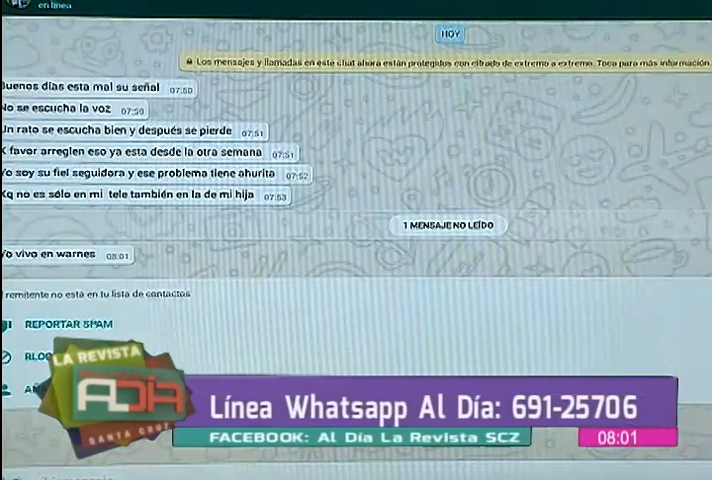 en línea
HOY
Los mensajes y llamadas en este chat ahora están protegidos con cifrado de extremo a extremo. Toca para más información.
Buenos días esta mal su señal 07:50
No se escucha la voz 07:50
Un rato se escucha bien y después se pierde 07:51
X favor arreglen eso ya esta desde la otra semana 07:51
Yo soy su fiel seguidora y ese problema tiene ahurita 07:52
Xq no es sólo en mi tele también en la de mi hija 07:53
1 MENSAJE NO LEÍDO
Yo vivo en warnes 08:01
remitente no está en tu lista de contactos
REPORTAR SPAM
LA REVISTA
AL DÍA
SANTA CRUZ
Línea Whatsapp Al Día: 691-25706
FACEBOOK: Al Día La Revista SCZ
08:01